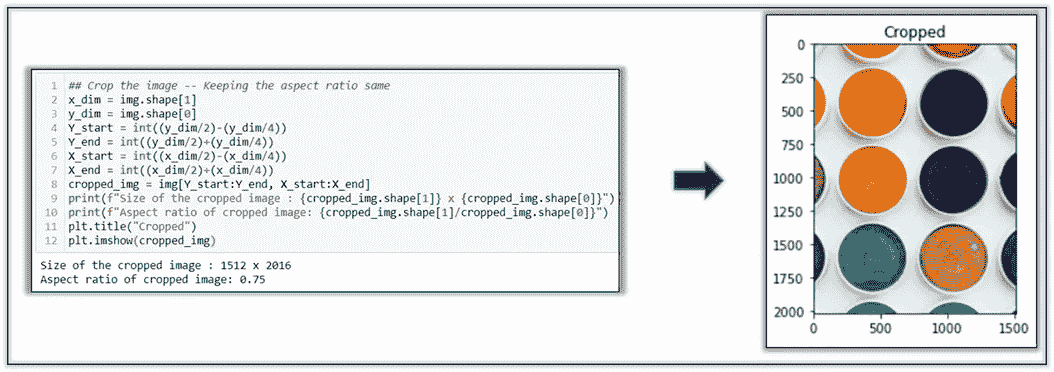 1 ## Crop the image -- Keeping the aspect ratio same
2 x_dim = img.shape[1]
3 y_dim = img.shape[0]
4 Y_start = int((y_dim/2)-(y_dim/4))
5 Y_end = int((y_dim/2)+(y_dim/4))
6 X_start = int((x_dim/2)-(x_dim/4))
7 X_end = int((x_dim/2)+(x_dim/4))
8 cropped_img = img[Y_start:Y_end, X_start:X_end]
9 print(f"Size of the cropped image : {cropped_img.shape[1]} x {cropped_img.shape[0]}")
10 print(f"Aspect ratio of cropped image: {cropped_img.shape[1]/cropped_img.shape[0]}")
11 plt.title("Cropped")
12 plt.imshow(cropped_img)
Size of the cropped image : 1512 x 2016
Aspect ratio of cropped image: 0.75
Cropped
0
250
500
750
1000
1250
1500
1750
2000
0 500 1000 1500